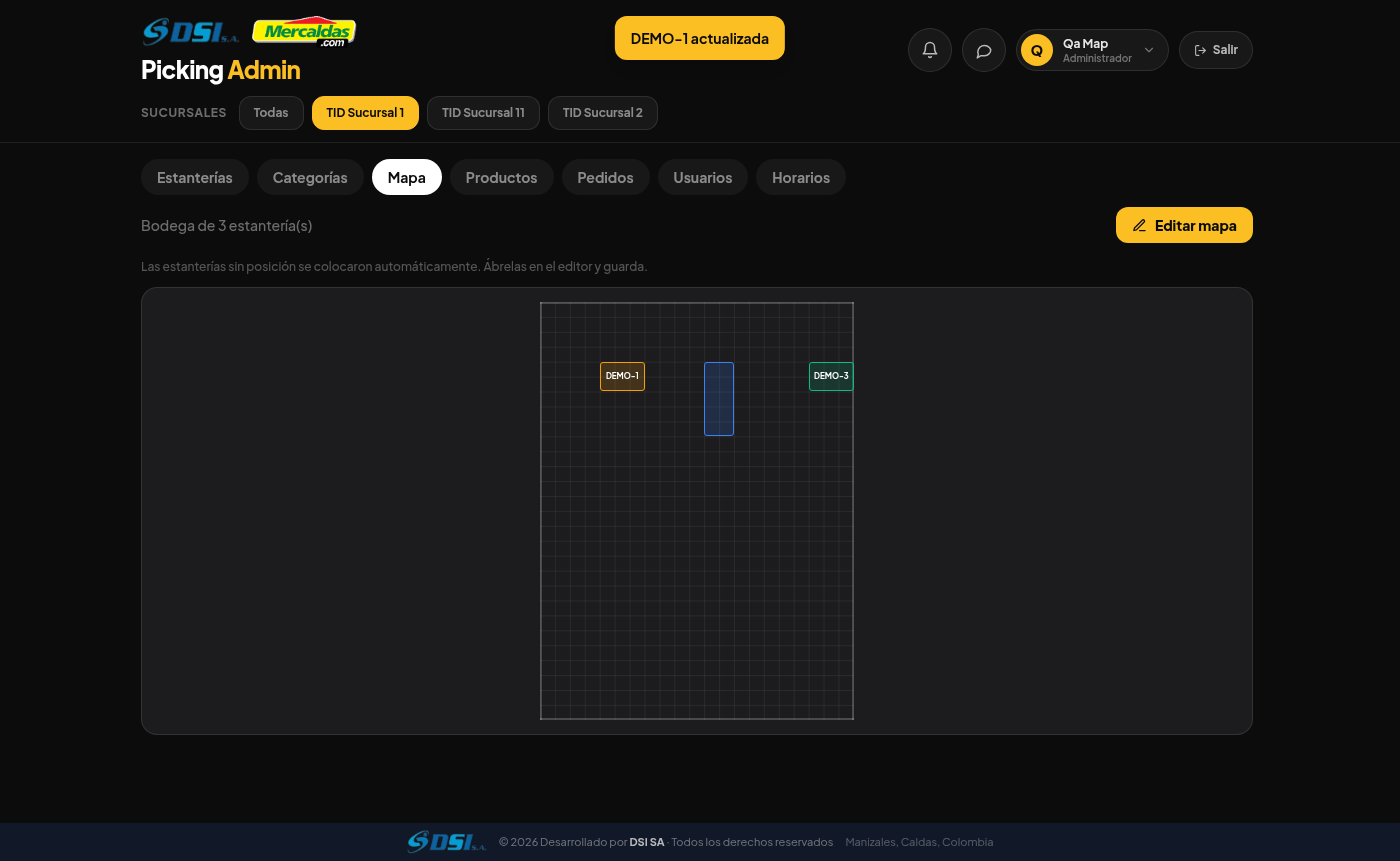 DSI S.A. Mercaldas .com
DEMO-1 actualizada
Picking Admin
Q Qa Map
Administrador
Salir
SUCURSALES Todas TID Sucursal 1 TID Sucursal 11 TID Sucursal 2
Estanterías Categorías Mapa Productos Pedidos Usuarios Horarios
Bodega de 3 estantería(s) Editar mapa
Las estanterías sin posición se colocaron automáticamente. Ábrelas en el editor y guarda.
DEMO-1 DEMO-3
DSI S.A. © 2026 Desarrollado por DSI SA · Todos los derechos reservados Manizales, Caldas, Colombia